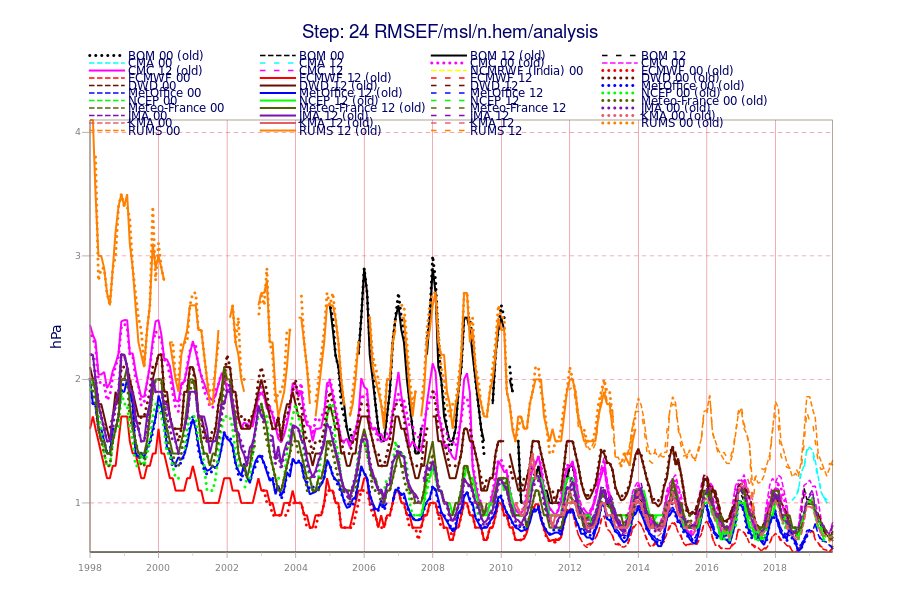 Step: 24 RMSEF/msl/n.hem/analysis
BOM 00 (old) BOM 00 BOM 12 (old) BOM 12
CMA 00 CMA 12 CMC 00 (old) CMC 00
CMC 12 (old) CMC 12 NCMRWF (India) 00 ECMWF 00 (old)
ECMWF 00 ECMWF 12 (old) ECMWF 12 DWD 00 (old)
DWD 00 DWD 12 (old) DWD 12 MetOffice 00 (old)
MetOffice 00 MetOffice 12 (old) MetOffice 12 NCEP 00 (old)
NCEP 00 NCEP 12 (old) NCEP 12 Meteo-France 00 (old)
Meteo-France 00 Meteo-France 12 (old) Meteo-France 12 JMA 00 (old)
JMA 00 JMA 12 (old) JMA 12 KMA 00 (old)
KMA 00 KMA 12 (old) KMA 12 RUMS 00 (old)
RUMS 00 RUMS 12 (old) RUMS 12
4
3
2
1
hPa
1998 2000 2002 2004 2006 2008 2010 2012 2014 2016 2018